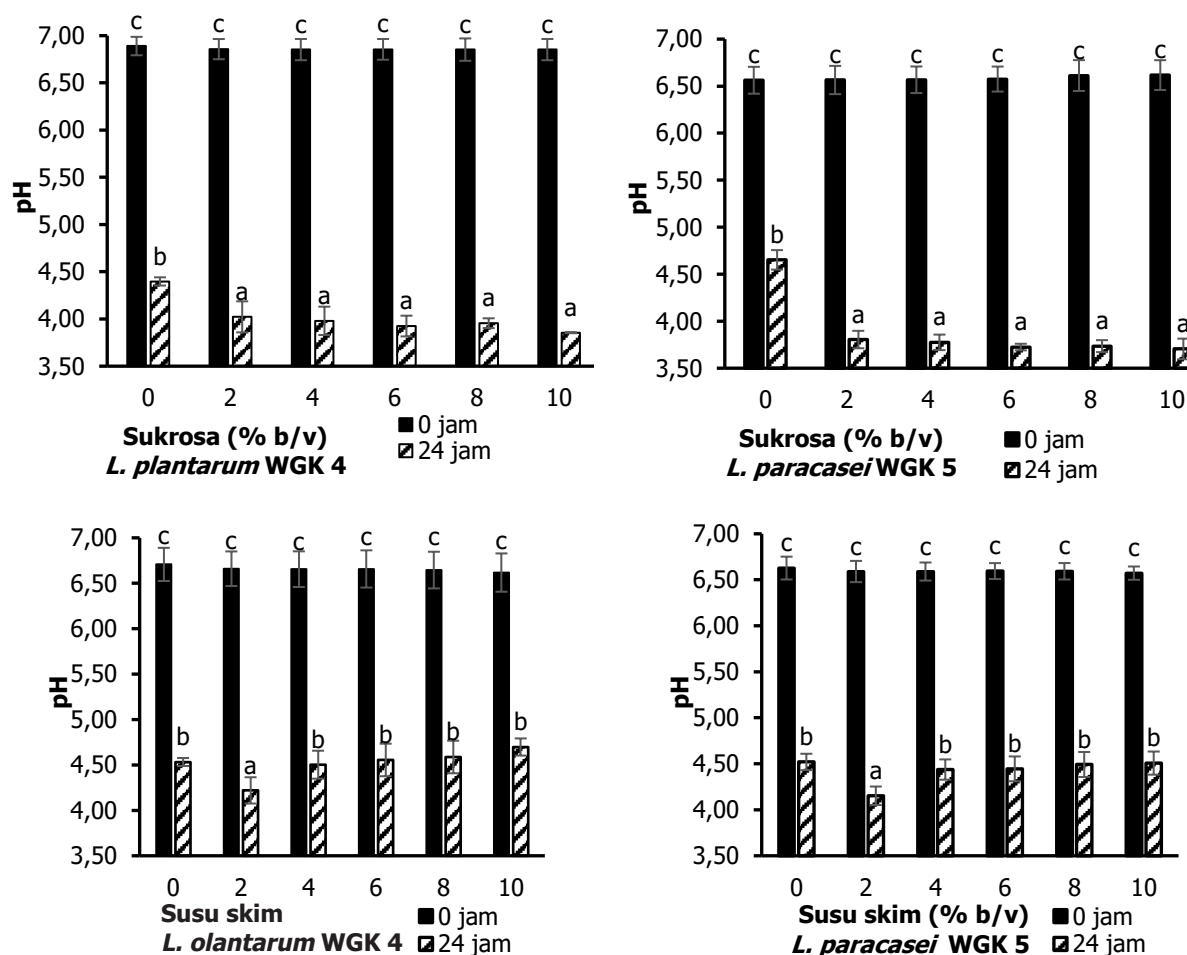 c c c c c c
7,00
6,50
6,00
5,50
5,00
4,50
4,00
3,50
pH
b a a a a a
0 2 4 6 8 10
Sukrosa (% b/v)
L. plantarum WGK 4
0 jam
24 jam
c c c c c c
7,00
6,50
6,00
5,50
5,00
4,50
4,00
3,50
pH
b a a a a a
0 2 4 6 8 10
Sukrosa (% b/v)
L. paracasei WGK 5
0 jam
24 jam
c c c c c c
7,00
6,50
6,00
5,50
5,00
4,50
4,00
3,50
pH
b a b b b b
0 2 4 6 8 10
Susu skim
L. olantarum WGK 4
0 jam
24 jam
c c c c c c
7,00
6,50
6,00
5,50
5,00
4,50
4,00
3,50
pH
b a b b b b
0 2 4 6 8 10
Susu skim (% b/v)
L. paracasei WGK 5
0 jam
24 jam